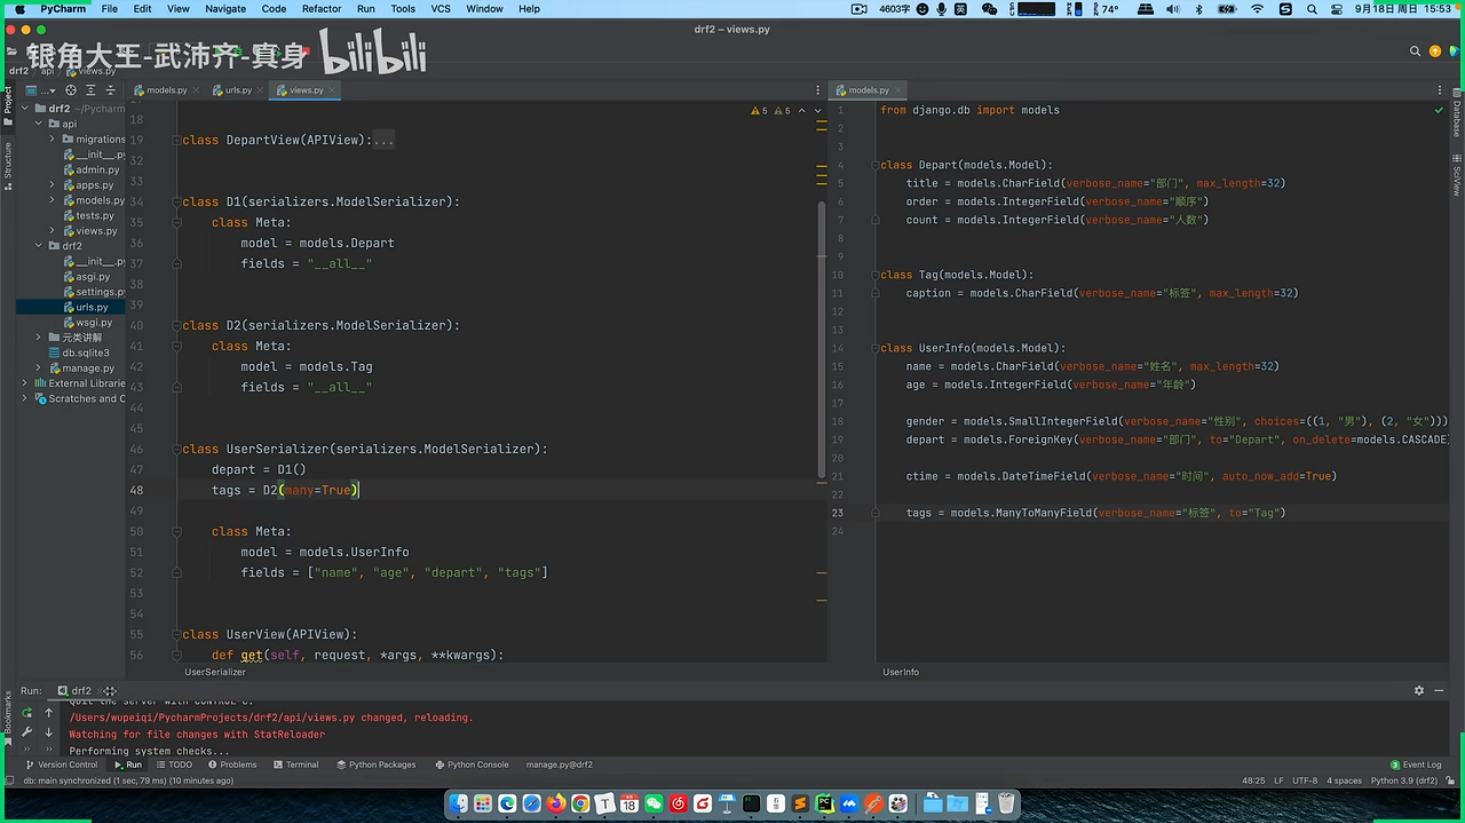 PyCharm File Edit View Navigate Code Refactor Run Tools VCS Window Help
4603字 英 74° 9月18日 周日 15:53
drf2 – views.py
银角大王-武沛齐-真身 bilibili
drf2 api views.py
Project
Structure
Bookmarks
Database
SciView
models.py
urls.py
views.py
models.py
drf2 ~/Pycharm
api
migrations
__init__.py
admin.py
apps.py
models.py
tests.py
views.py
drf2
__init__.py
asgi.py
settings.py
urls.py
wsgi.py
元类讲解
db.sqlite3
manage.py
External Librarie
Scratches and C
5 5
18
19 class DepartView(APIView):...
32
33
34 class D1(serializers.ModelSerializer):
35 class Meta:
36 model = models.Depart
37 fields = "__all__"
38
39
40 class D2(serializers.ModelSerializer):
41 class Meta:
42 model = models.Tag
43 fields = "__all__"
44
45
46 class UserSerializer(serializers.ModelSerializer):
47 depart = D1()
48 tags = D2(many=True)
49
50 class Meta:
51 model = models.UserInfo
52 fields = ["name", "age", "depart", "tags"]
53
54
55 class UserView(APIView):
56 def get(self, request, *args, **kwargs):
UserSerializer
1 from django.db import models
2
3
4 class Depart(models.Model):
5 title = models.CharField(verbose_name="部门", max_length=32)
6 order = models.IntegerField(verbose_name="顺序")
7 count = models.IntegerField(verbose_name="人数")
8
9
10 class Tag(models.Model):
11 caption = models.CharField(verbose_name="标签", max_length=32)
12
13
14 class UserInfo(models.Model):
15 name = models.CharField(verbose_name="姓名", max_length=32)
16 age = models.IntegerField(verbose_name="年龄")
17
18 gender = models.SmallIntegerField(verbose_name="性别", choices=((1, "男"), (2, "女")))
19 depart = models.ForeignKey(verbose_name="部门", to="Depart", on_delete=models.CASCADE)
20
21 ctime = models.DateTimeField(verbose_name="时间", auto_now_add=True)
22
23 tags = models.ManyToManyField(verbose_name="标签", to="Tag")
24
UserInfo
Run: drf2
Quit the server with CONTROL-C.
/Users/wupeiqi/PycharmProjects/drf2/api/views.py changed, reloading.
Watching for file changes with StatReloader
Performing system checks...
Version Control Run TODO Problems Terminal Python Packages Python Console manage.py@drf2 3 Event Log
db: main synchronized (1 sec, 79 ms) (10 minutes ago) 48:25 LF UTF-8 4 spaces Python 3.9 (drf2)